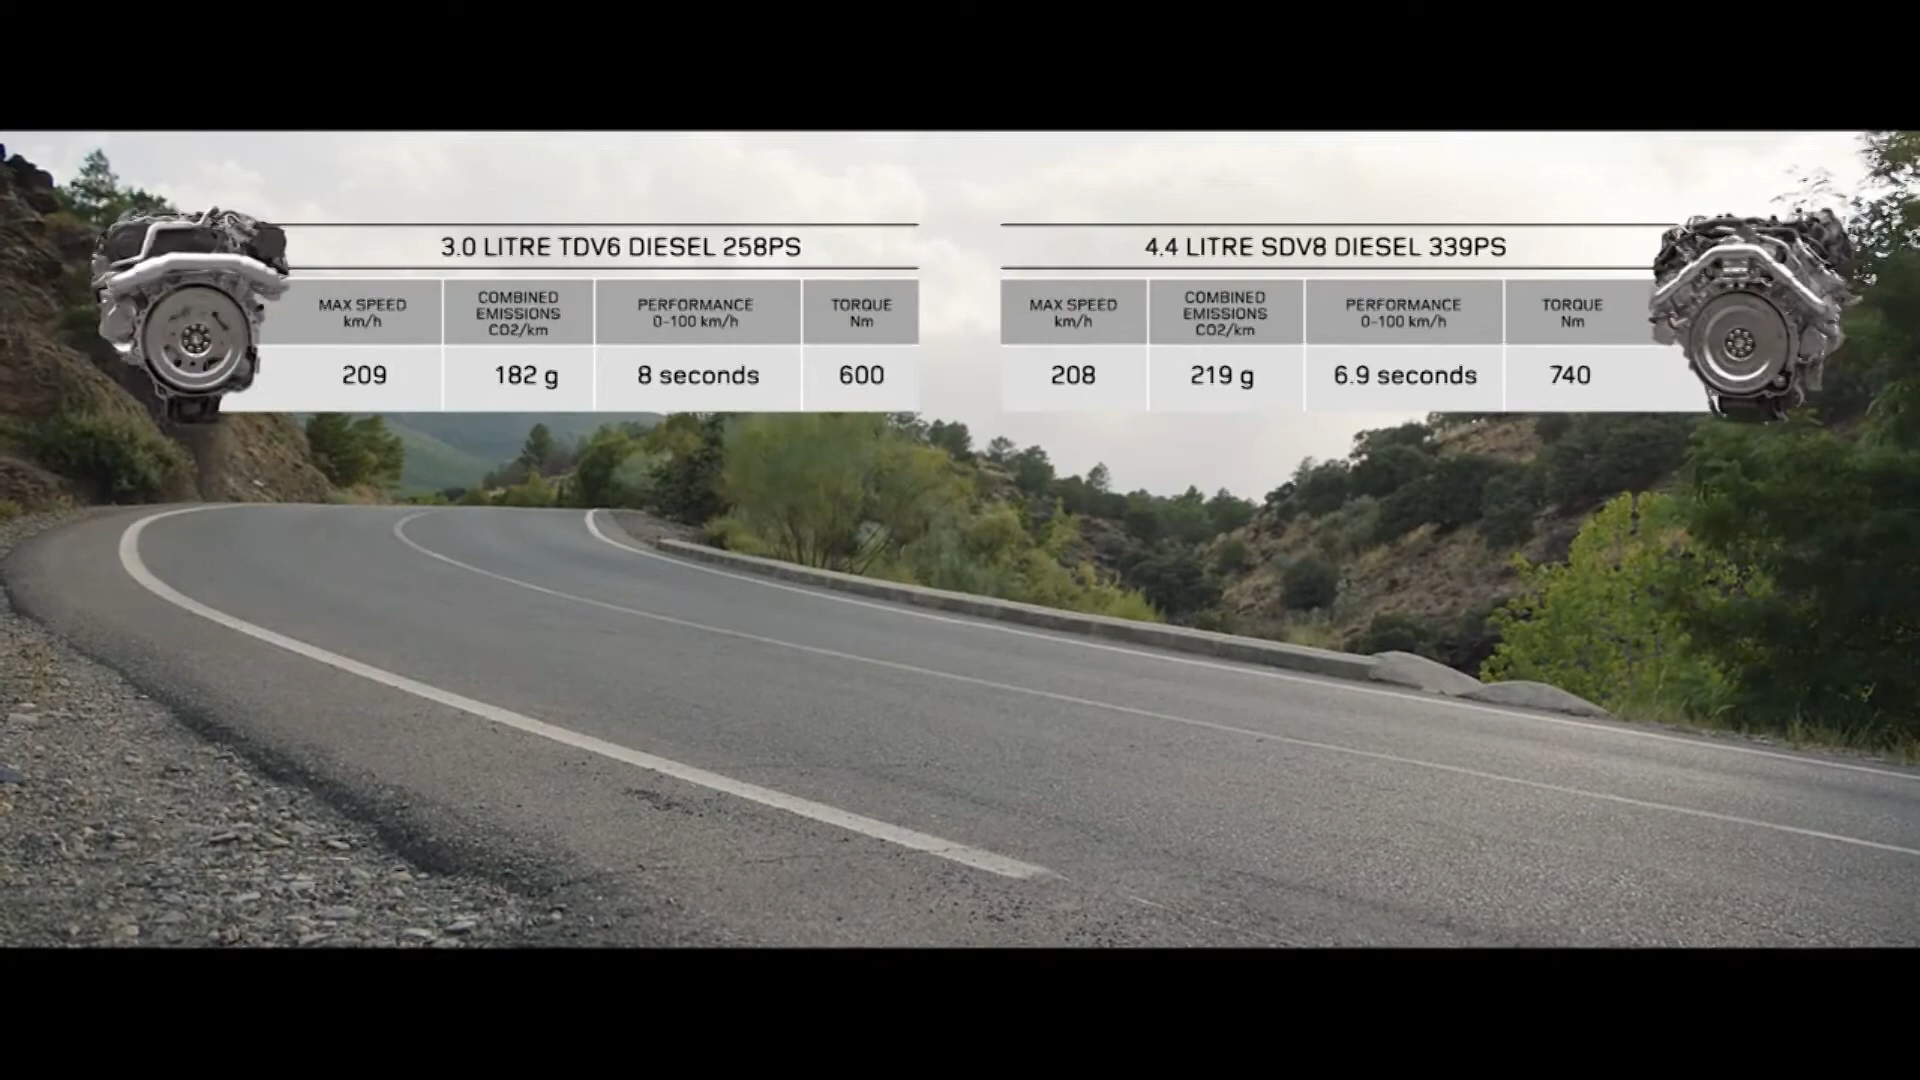 3.0 LITRE TDV6 DIESEL 258PS
MAX SPEED
km/h
COMBINED
EMISSIONS
CO2/km
PERFORMANCE
0-100 km/h
TORQUE
Nm
209
182 g
8 seconds
600
4.4 LITRE SDV8 DIESEL 339PS
MAX SPEED
km/h
COMBINED
EMISSIONS
CO2/km
PERFORMANCE
0-100 km/h
TORQUE
Nm
208
219 g
6.9 seconds
740